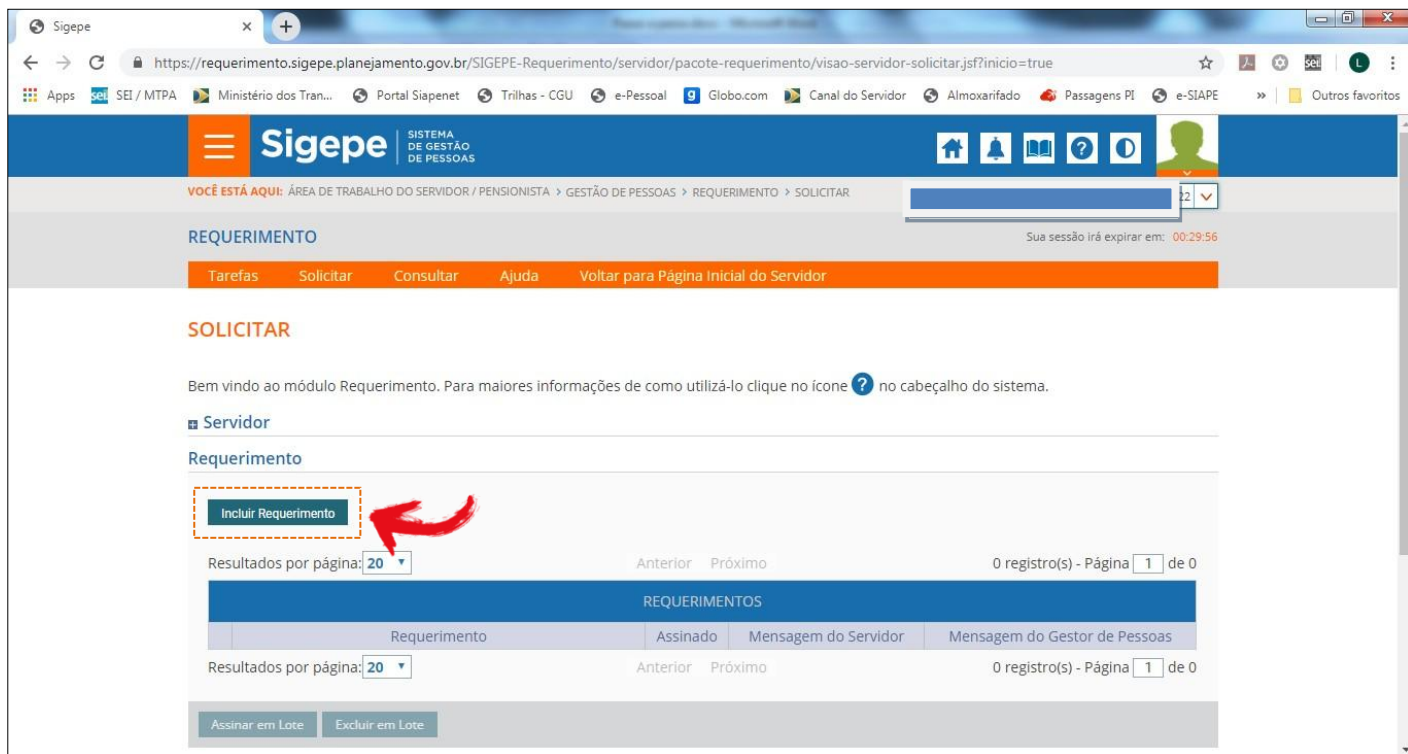 Sigepe
https://requerimento.sigepe.planejamento.gov.br/SIGEPE-Requerimento/servidor/pacote-requerimento/visao-servidor-solicitar.jsf?inicio=true
sei! L
Apps sei! SEI / MTPA Ministério dos Tran... Portal Siapenet Trilhas - CGU e-Pessoal g Globo.com Canal do Servidor Almoxarifado Passagens PI e-SIAPE » Outros favoritos
Sigepe SISTEMA DE GESTÃO DE PESSOAS
VOCÊ ESTÁ AQUI: ÁREA DE TRABALHO DO SERVIDOR / PENSIONISTA > GESTÃO DE PESSOAS > REQUERIMENTO > SOLICITAR 22
REQUERIMENTO Sua sessão irá expirar em: 00:29:56
Tarefas Solicitar Consultar Ajuda Voltar para Página Inicial do Servidor
SOLICITAR
Bem vindo ao módulo Requerimento. Para maiores informações de como utilizá-lo clique no ícone ? no cabeçalho do sistema.
Servidor
Requerimento
Incluir Requerimento
Resultados por página: 20 Anterior Próximo 0 registro(s) - Página 1 de 0
REQUERIMENTOS
Requerimento Assinado Mensagem do Servidor Mensagem do Gestor de Pessoas
Resultados por página: 20 Anterior Próximo 0 registro(s) - Página 1 de 0
Assinar em Lote Excluir em Lote